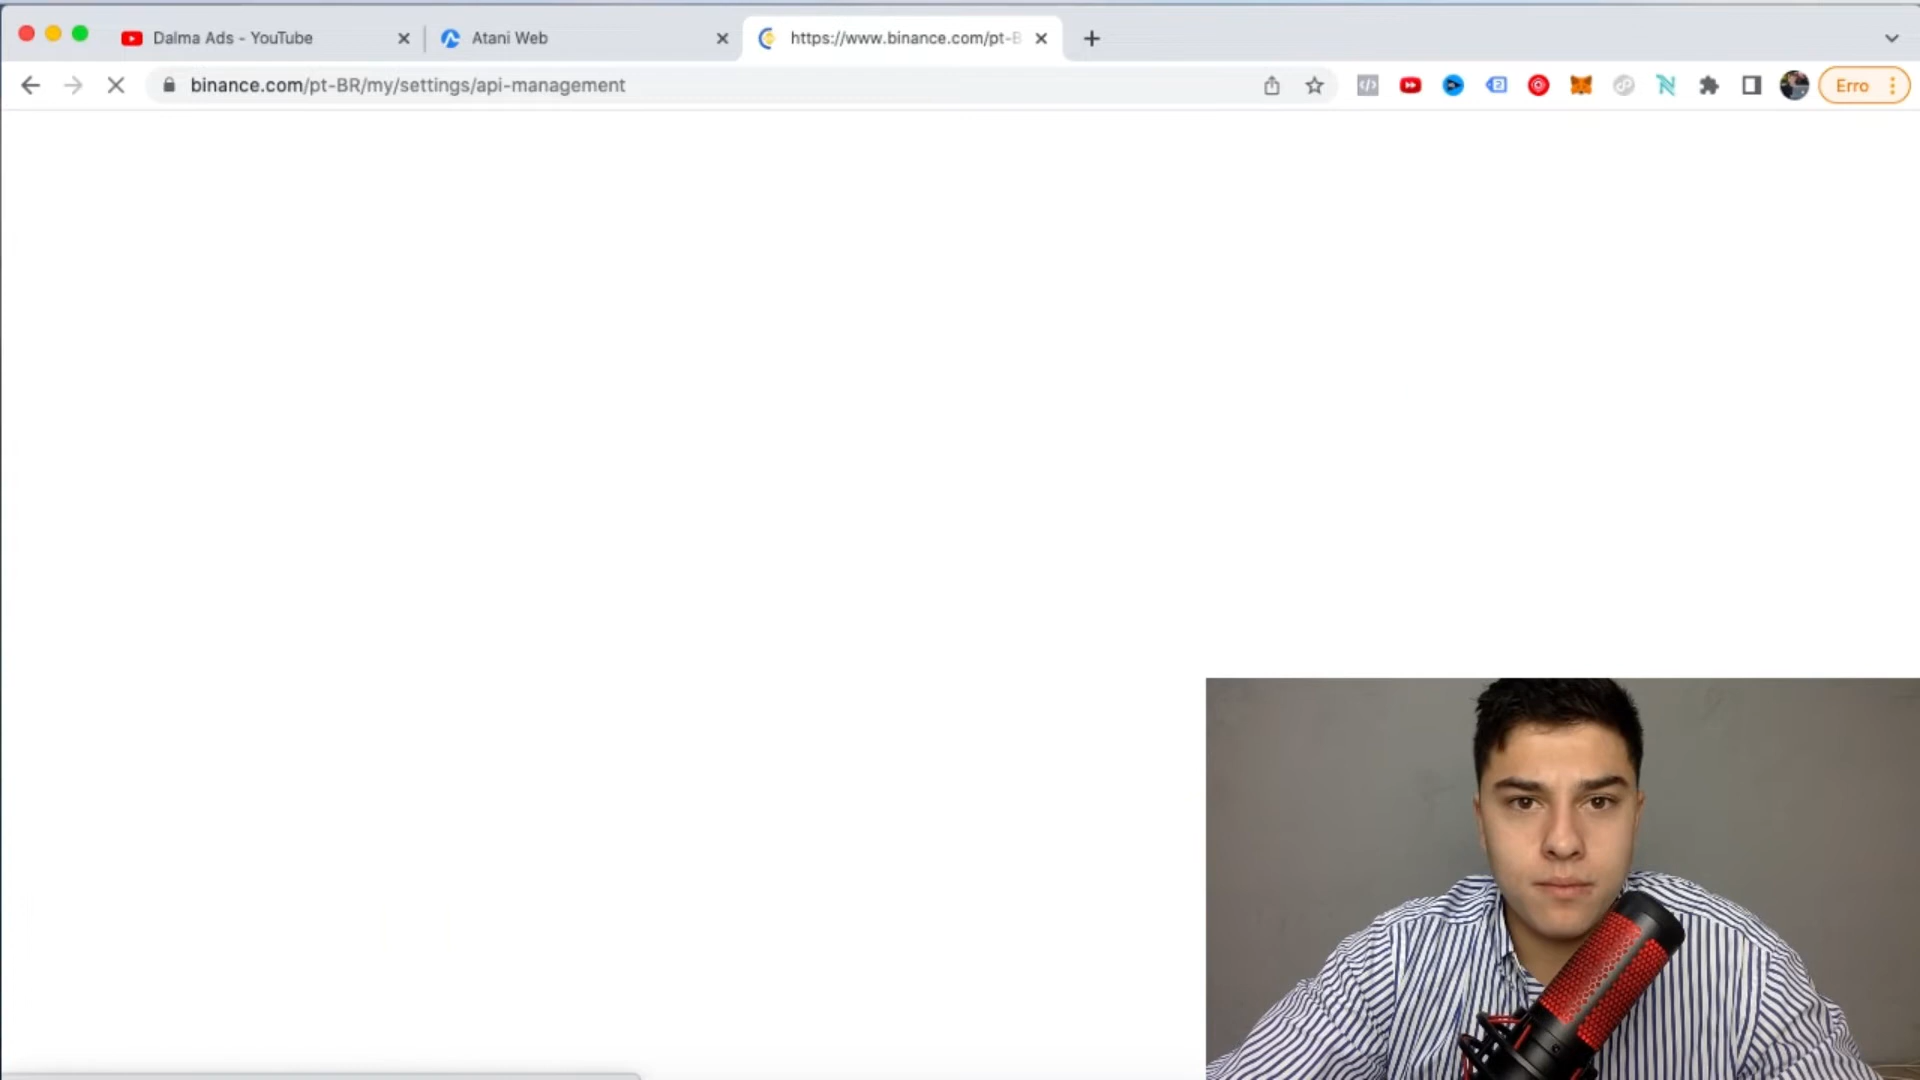 Dalma Ads - YouTube
Atani Web
https://www.binance.com/pt-B
binance.com/pt-BR/my/settings/api-management
Erro